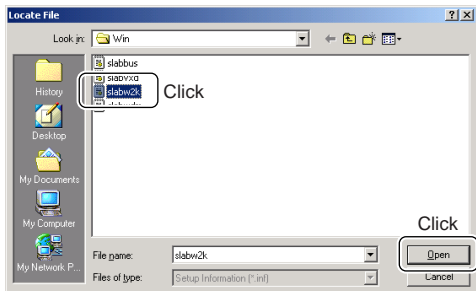 Locate File
Look in: Win
slabbus
slabvxd
slabw2k
Click
History
Desktop
My Documents
My Computer
My Network P...
Click
File name: slabw2k Open
Files of type: Setup Information (*.inf) Cancel